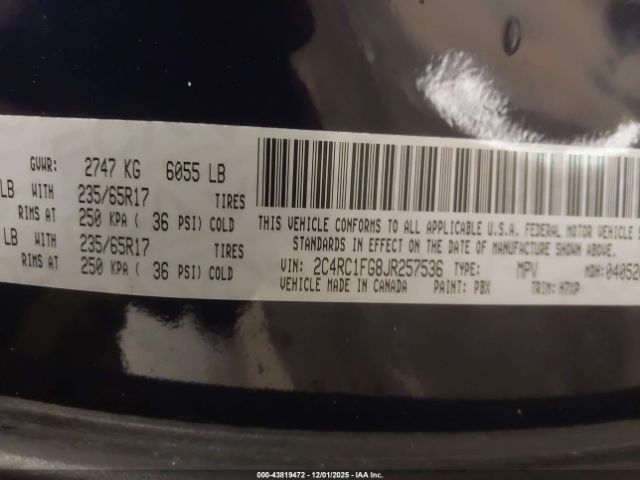 GVWR: 2747 KG 6055 LB
LB WITH 235/65R17 TIRES
RIMS AT 250 KPA ( 36 PSI) COLD
LB WITH 235/65R17 TIRES
RIMS AT 250 KPA ( 36 PSI) COLD
THIS VEHICLE CONFORMS TO ALL APPLICABLE U.S.A. FEDERAL MOTOR VEHICLE S
STANDARDS IN EFFECT ON THE DATE OF MANUFACTURE SHOWN ABOVE.
VIN: 2C4RC1FG8JR257536 TYPE: MPV MDH: 04052
VEHICLE MADE IN CANADA PAINT: PBX TRIM: H7XP
000-43819472 | 12/01/2025 | IAA Inc.